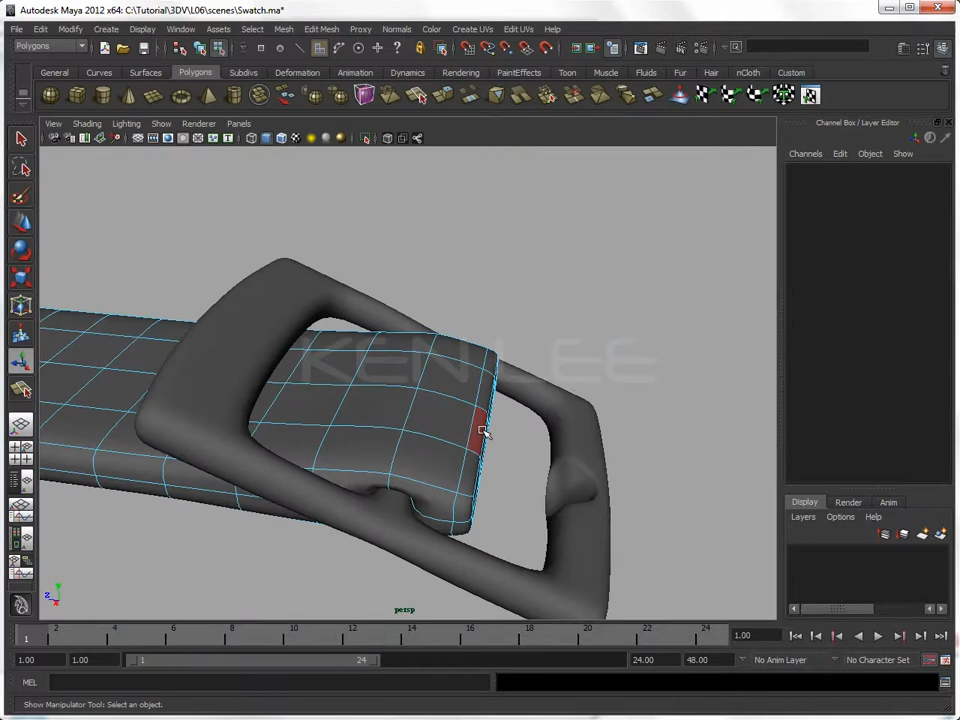 Autodesk Maya 2012 x64: C:\Tutorial\3DV\L06\scenes\Swatch.ma*
File Edit Modify Create Display Window Assets Select Mesh Edit Mesh Proxy Normals Color Create UVs Edit UVs Help
Polygons
General Curves Surfaces Polygons Subdivs Deformation Animation Dynamics Rendering PaintEffects Toon Muscle Fluids Fur Hair nCloth Custom
View Shading Lighting Show Renderer Panels
Channel Box / Layer Editor
Channels Edit Object Show
KEN LEE
Display Render Anim
Layers Options Help
persp
2 4 6 8 10 12 14 16 18 20 22 24
1
1.00
1.00 1.00 1 24 24.00 48.00 No Anim Layer No Character Set
MEL
Show Manipulator Tool: Select an object.